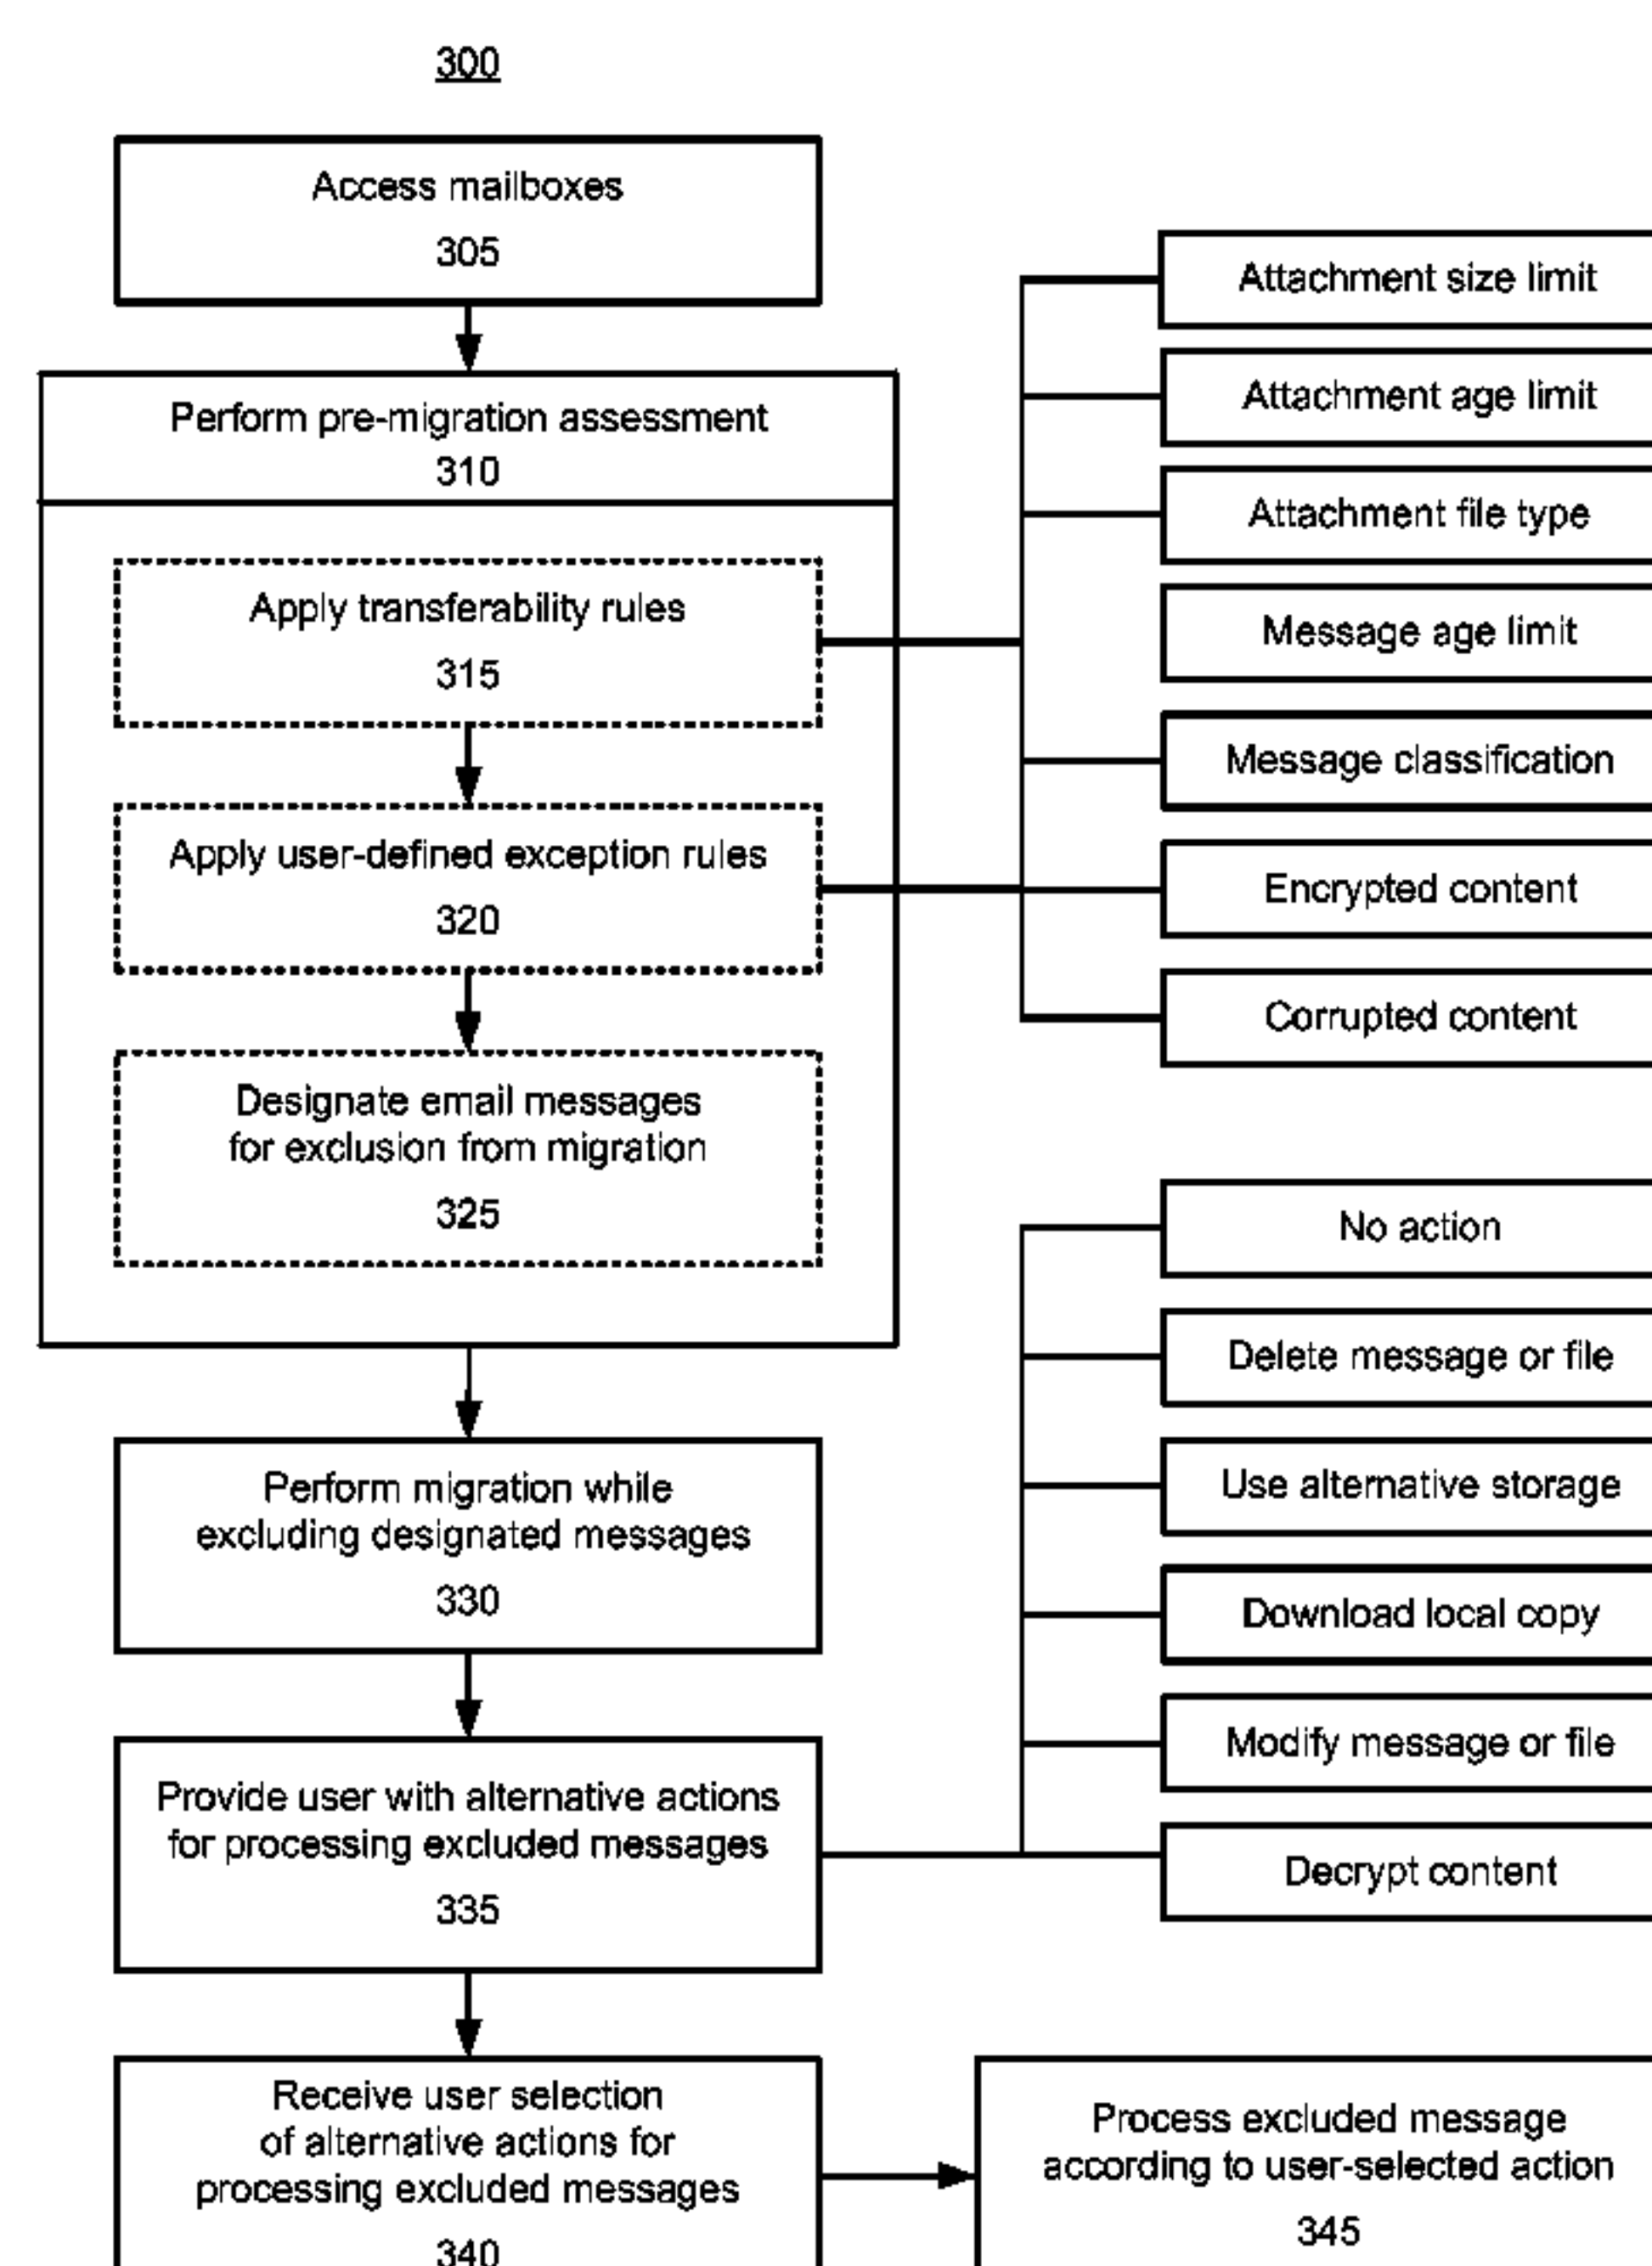 300
Access mailboxes
305
Perform pre-migration assessment
310
Apply transferability rules
315
Apply user-defined exception rules
320
Designate email messages
for exclusion from migration
325
Perform migration while
excluding designated messages
330
Provide user with alternative actions
for processing excluded messages
335
Receive user selection
of alternative actions for
processing excluded messages
340
Attachment size limit
Attachment age limit
Attachment file type
Message age limit
Message classification
Encrypted content
Corrupted content
No action
Delete message or file
Use alternative storage
Download local copy
Modify message or file
Decrypt content
Process excluded message
according to user-selected action
345